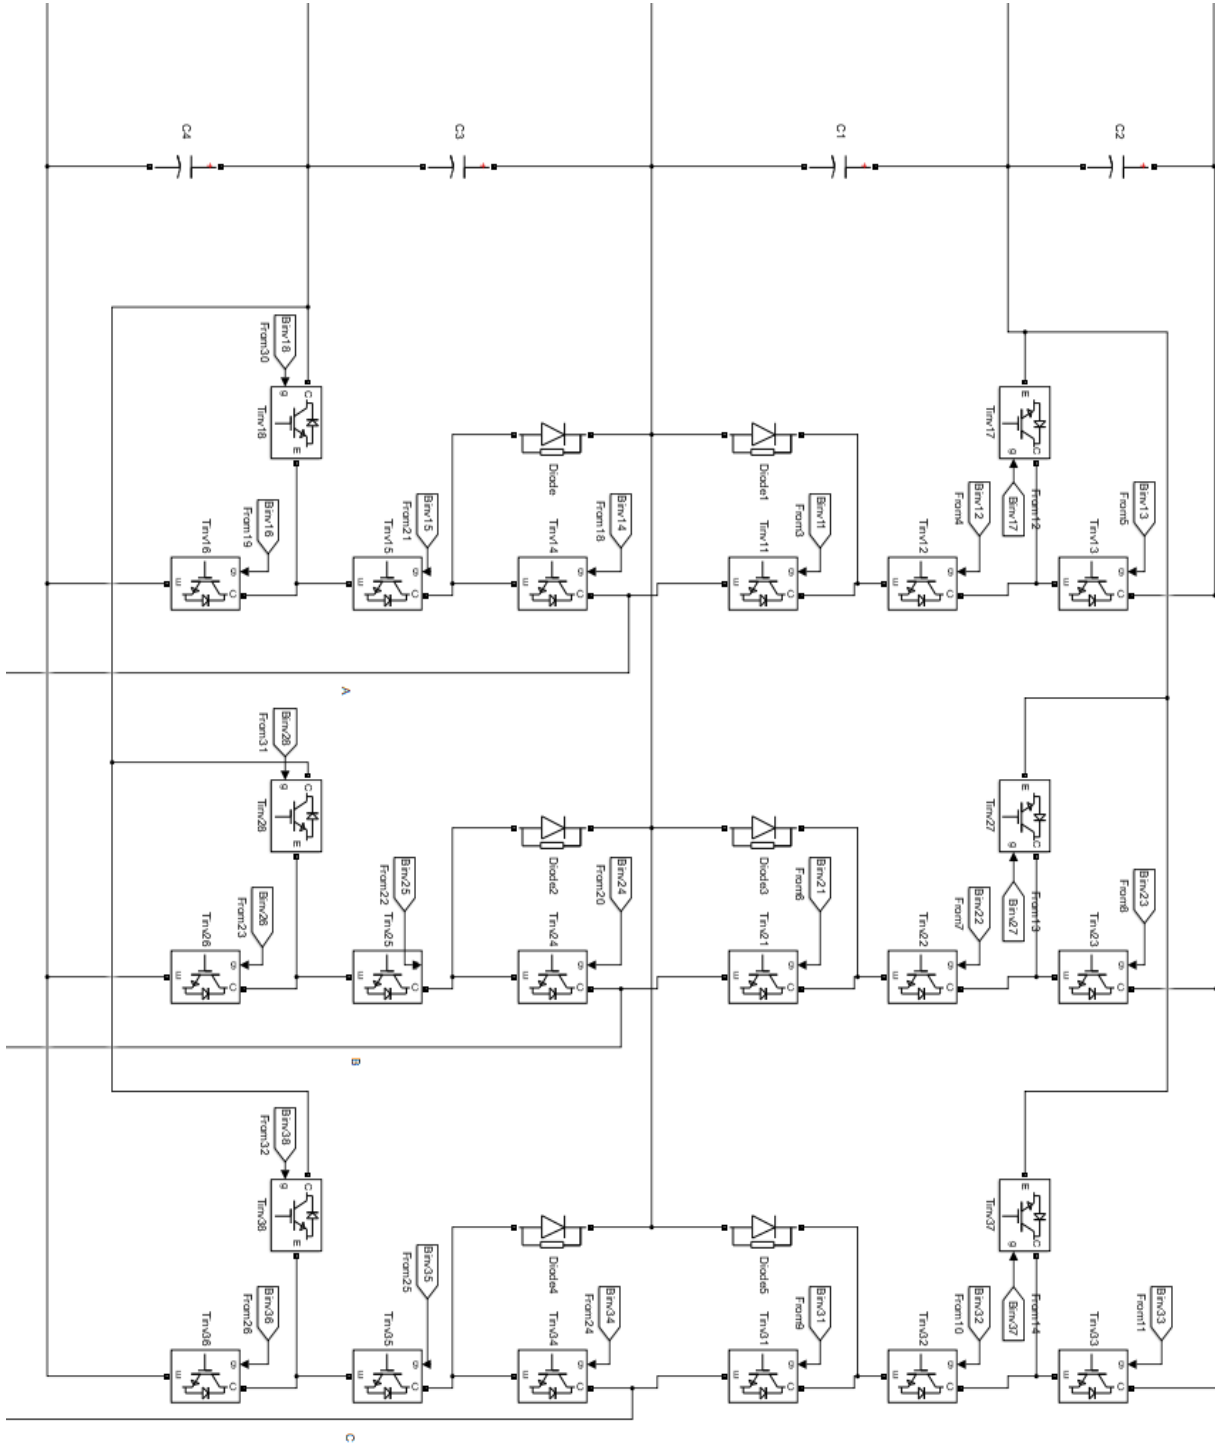 C4
C3
C1
C2
+
+
+
+
Binv18
From30
C
g
E
Tinv18
Binv16
From19
Tinv16
g
C
E
Binv15
From21
Tinv15
g
C
E
Diode
Binv14
From18
Tinv14
g
C
E
Diode1
Binv11
From3
Tinv11
g
C
E
Binv12
From4
Tinv12
g
C
E
E
g
C
Tinv17
Binv17
From12
Binv13
From5
Tinv13
g
C
E
A
Binv28
From31
C
g
E
Tinv28
Binv26
From23
Tinv26
g
C
E
Binv25
From22
Tinv25
g
C
E
Diode2
Binv24
From20
Tinv24
g
C
E
Diode3
Binv21
From6
Tinv21
g
C
E
Binv22
From7
Tinv22
g
C
E
E
g
C
Tinv27
Binv27
From13
Binv23
From8
Tinv23
g
C
E
B
Binv38
From32
C
g
E
Tinv38
Binv36
From26
Tinv36
g
C
E
Binv35
From25
Tinv35
g
C
E
Diode4
Binv34
From24
Tinv34
g
C
E
Diode5
Binv31
From9
Tinv31
g
C
E
Binv32
From10
Tinv32
g
C
E
E
g
C
Tinv37
Binv37
From14
Binv33
From11
Tinv33
g
C
E
C